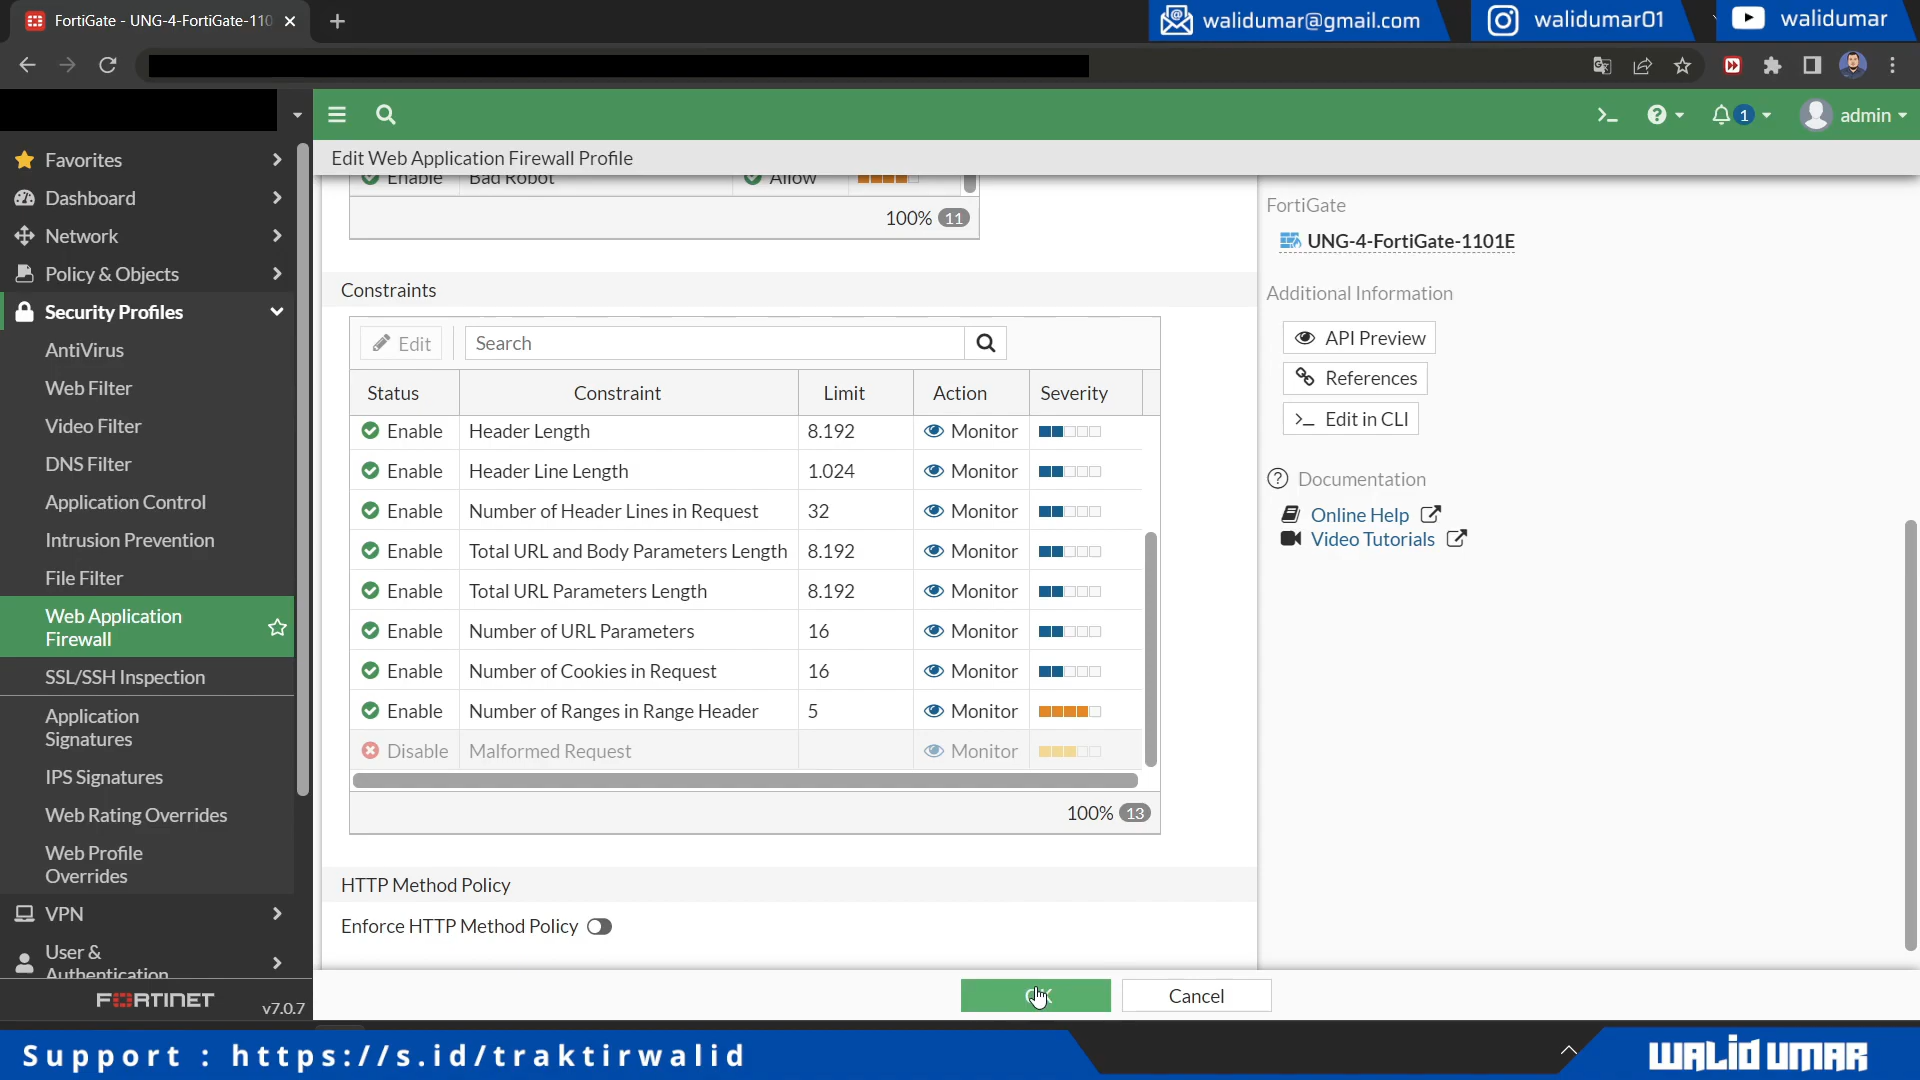 FortiGate - UNG-4-FortiGate-110
walidumar@gmail.com
walidumar01
walidumar
1
admin
Edit Web Application Firewall Profile
Favorites
Dashboard
Network
Policy & Objects
Security Profiles
AntiVirus
Web Filter
Video Filter
DNS Filter
Application Control
Intrusion Prevention
File Filter
Web Application
Firewall
SSL/SSH Inspection
Application
Signatures
IPS Signatures
Web Rating Overrides
Web Profile
Overrides
VPN
User &
Authentication
FORTINET
v7.0.7
Enable Bad Robot Allow
100% 11
Constraints
Edit Search
Status Constraint Limit Action Severity
Enable Header Length 8.192 Monitor
Enable Header Line Length 1.024 Monitor
Enable Number of Header Lines in Request 32 Monitor
Enable Total URL and Body Parameters Length 8.192 Monitor
Enable Total URL Parameters Length 8.192 Monitor
Enable Number of URL Parameters 16 Monitor
Enable Number of Cookies in Request 16 Monitor
Enable Number of Ranges in Range Header 5 Monitor
Disable Malformed Request Monitor
100% 13
HTTP Method Policy
Enforce HTTP Method Policy
OK Cancel
FortiGate
UNG-4-FortiGate-1101E
Additional Information
API Preview
References
>_ Edit in CLI
Documentation
Online Help
Video Tutorials
Support : https://s.id/traktirwalid
WALID UMAR